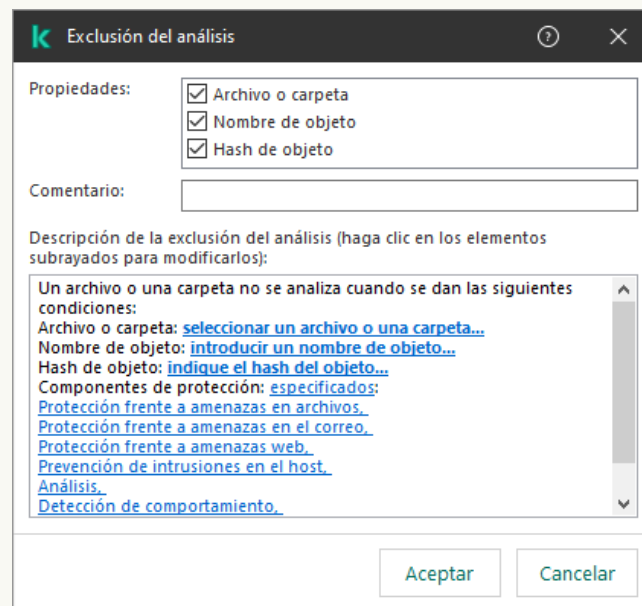 Exclusión del análisis
Propiedades:
Archivo o carpeta
Nombre de objeto
Hash de objeto
Comentario:
Descripción de la exclusión del análisis (haga clic en los elementos
subrayados para modificarlos):
Un archivo o una carpeta no se analiza cuando se dan las siguientes
condiciones:
Archivo o carpeta: seleccionar un archivo o una carpeta...
Nombre de objeto: introducir un nombre de objeto...
Hash de objeto: indique el hash del objeto...
Componentes de protección: especificados:
Protección frente a amenazas en archivos,
Protección frente a amenazas en el correo,
Protección frente a amenazas web,
Prevención de intrusiones en el host,
Análisis,
Detección de comportamiento,
Aceptar
Cancelar